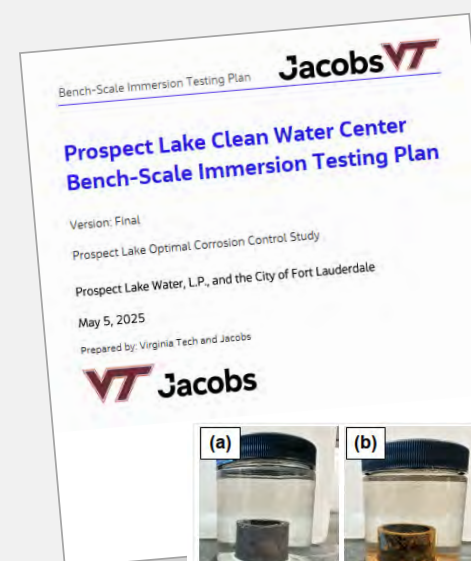 Bench-Scale Immersion Testing Plan
Jacobs VT
Prospect Lake Clean Water Center
Bench-Scale Immersion Testing Plan
Version: Final
Prospect Lake Optimal Corrosion Control Study
Prospect Lake Water, L.P., and the City of Fort Lauderdale
May 5, 2025
Prepared by: Virginia Tech and Jacobs
VT Jacobs
(a)
(b)